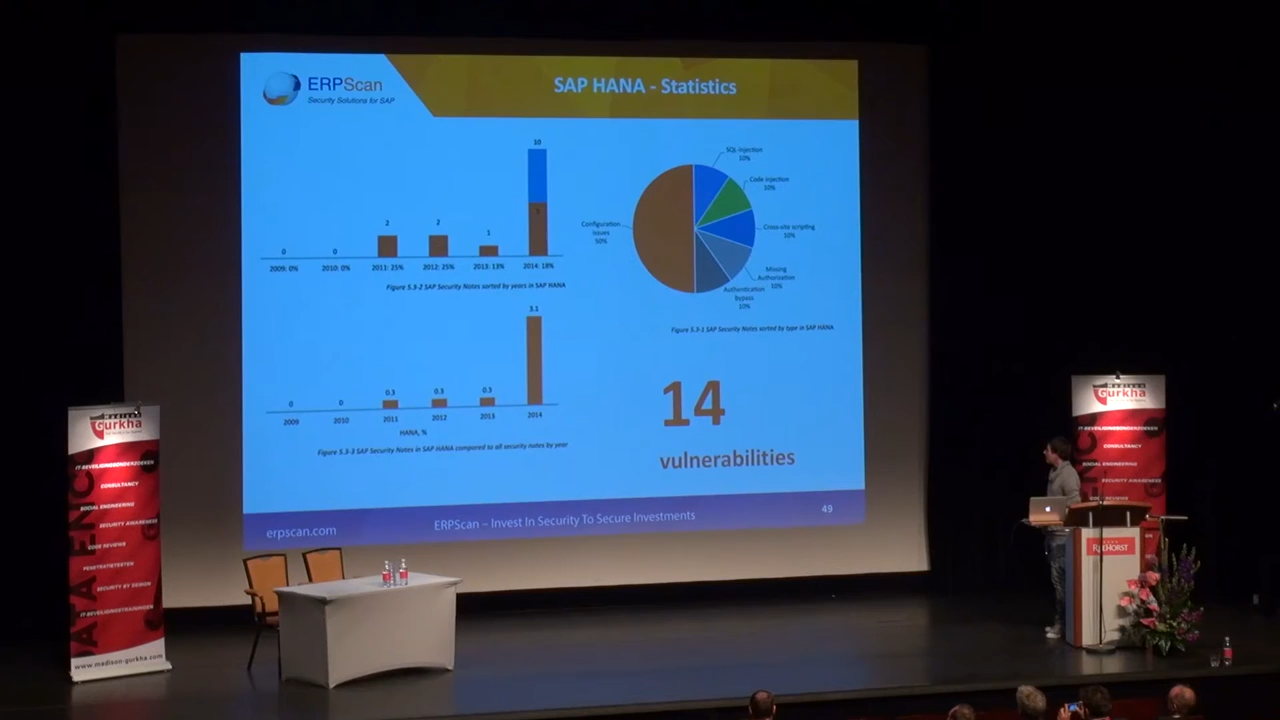 ERPScan
Security Solutions for SAP
SAP HANA - Statistics
10
5
2
2
1
0
0
2009: 0%
2010: 0%
2011: 25%
2012: 25%
2013: 13%
2014: 18%
Figure 5.3-2 SAP Security Notes sorted by years in SAP HANA
3.1
0.3
0.3
0.3
0
0
2009
2010
2011
2012
2013
2014
HANA, %
Figure 5.3-3 SAP Security Notes in SAP HANA compared to all security notes by year
SQL-injection
10%
Code injection
10%
Cross-site scripting
10%
Missing
Authorization
10%
Authentication
bypass
10%
Configuration
issues
50%
Figure 5.3-1 SAP Security Notes sorted by type in SAP HANA
14
vulnerabilities
erpscan.com
ERPScan – Invest In Security To Secure Investments
49
Madison
Gurkha
IT-BEVEILIGINGSONDERZOEKEN
CONSULTANCY
SOCIAL ENGINEERING
SECURITY AWARENESS
CODE REVIEWS
PENETRATIETESTEN
SECURITY BY DESIGN
IT-BEVEILIGINGSTRAININGEN
www.madison-gurkha.com
Madison
Gurkha
IT-BEVEILIGINGSONDERZOEKEN
CONSULTANCY
SOCIAL ENGINEERING
SECURITY AWARENESS
CODE REVIEWS
REEHORST